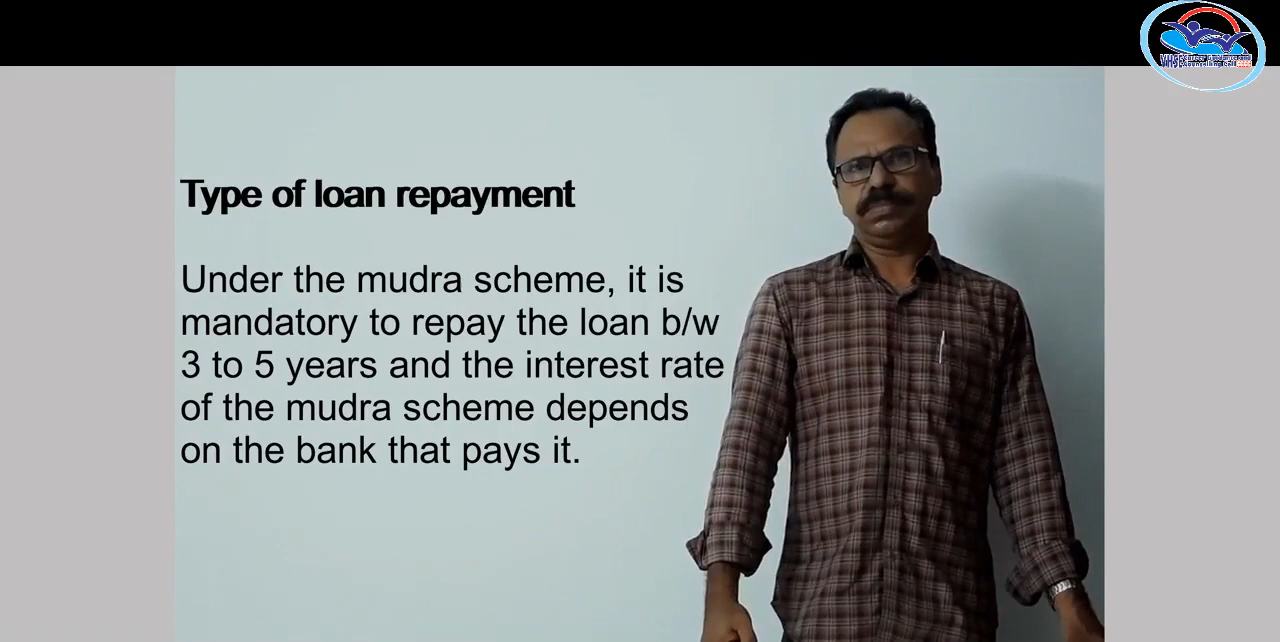 Type of loan repayment
Under the mudra scheme, it is
mandatory to repay the loan b/w
3 to 5 years and the interest rate
of the mudra scheme depends
on the bank that pays it.